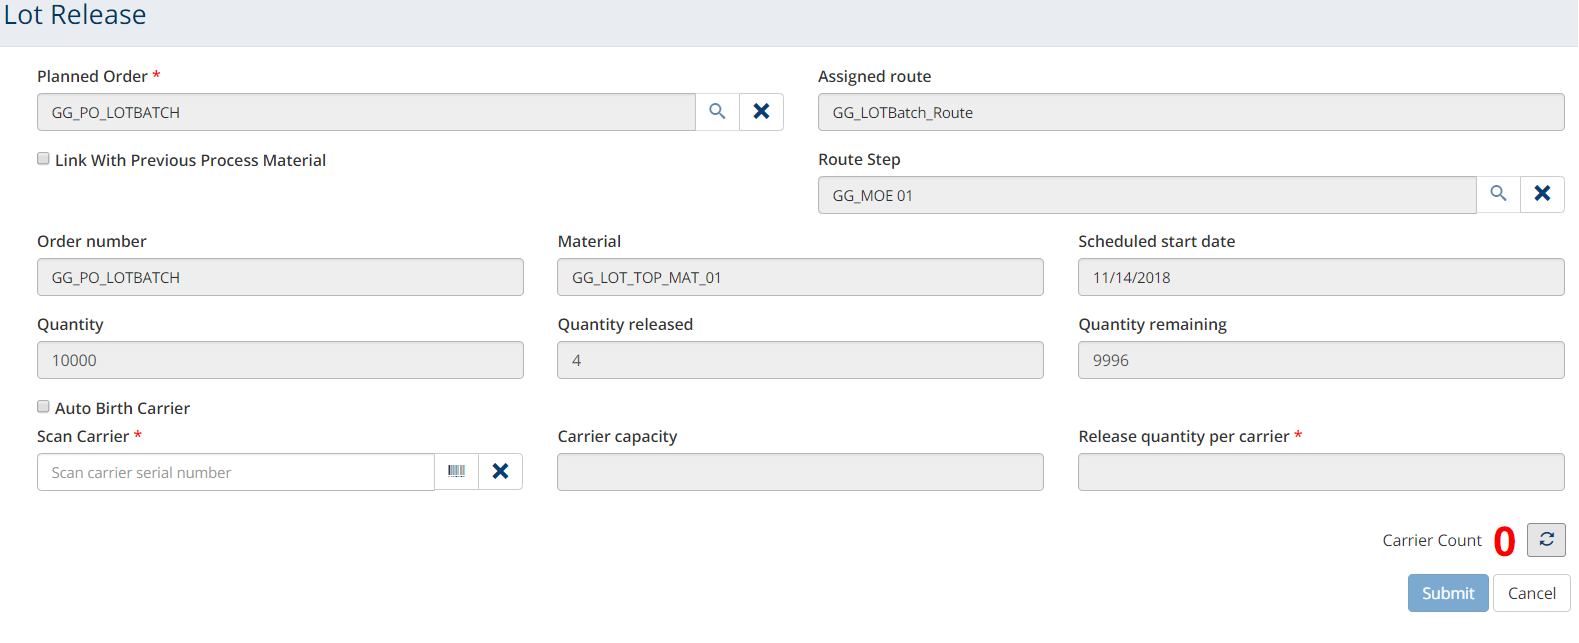 Lot Release
Planned Order *
Assigned route
GG_PO_LOTBATCH
GG_LOTBatch_Route
Link With Previous Process Material
Route Step
GG_MOE 01
Order number
Material
Scheduled start date
GG_PO_LOTBATCH
GG_LOT_TOP_MAT_01
11/14/2018
Quantity
Quantity released
Quantity remaining
10000
4
9996
Auto Birth Carrier
Scan Carrier *
Carrier capacity
Release quantity per carrier *
Scan carrier serial number
Carrier Count 0
Submit
Cancel